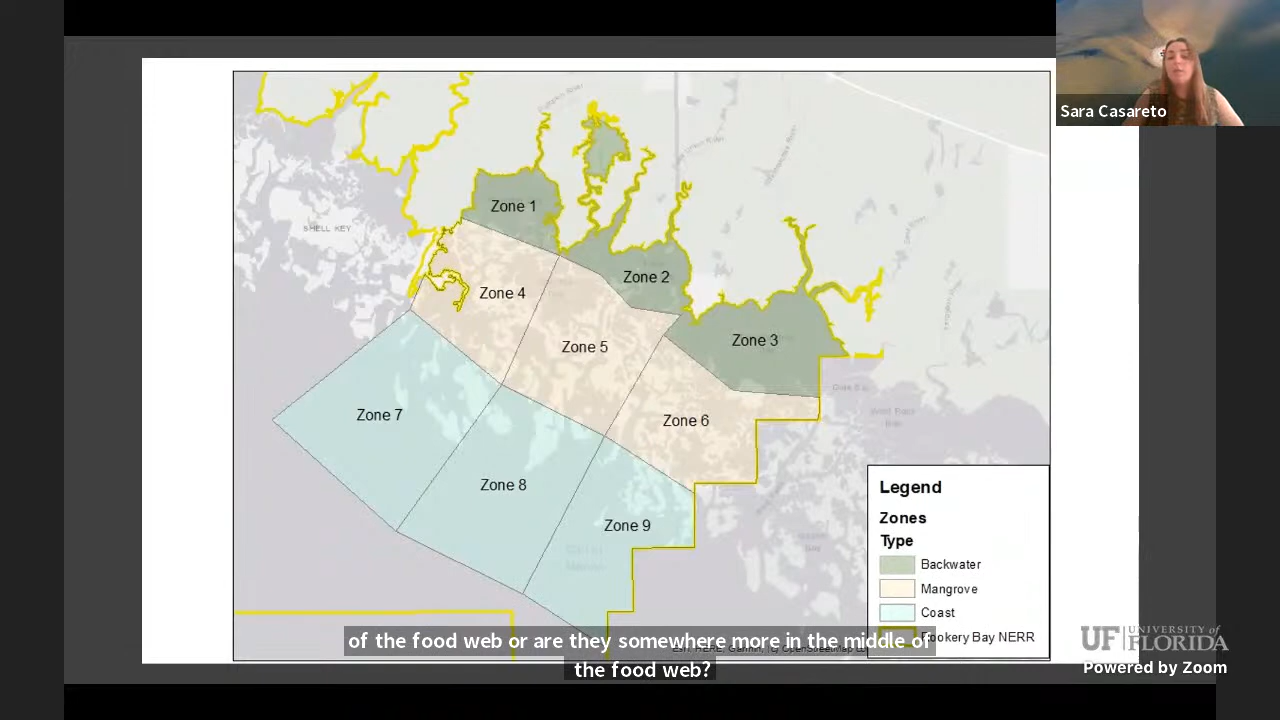 Sara Casareto
SHELL KEY
Zone 1
Zone 2
Zone 3
Zone 4
Zone 5
Zone 6
Zone 7
Zone 8
Zone 9
Legend
Zones
Type
Backwater
Mangrove
Coast
Rookery Bay NERR
of the food web or are they somewhere more in the middle of
the food web?
UF UNIVERSITY of
FLORIDA
Powered by Zoom